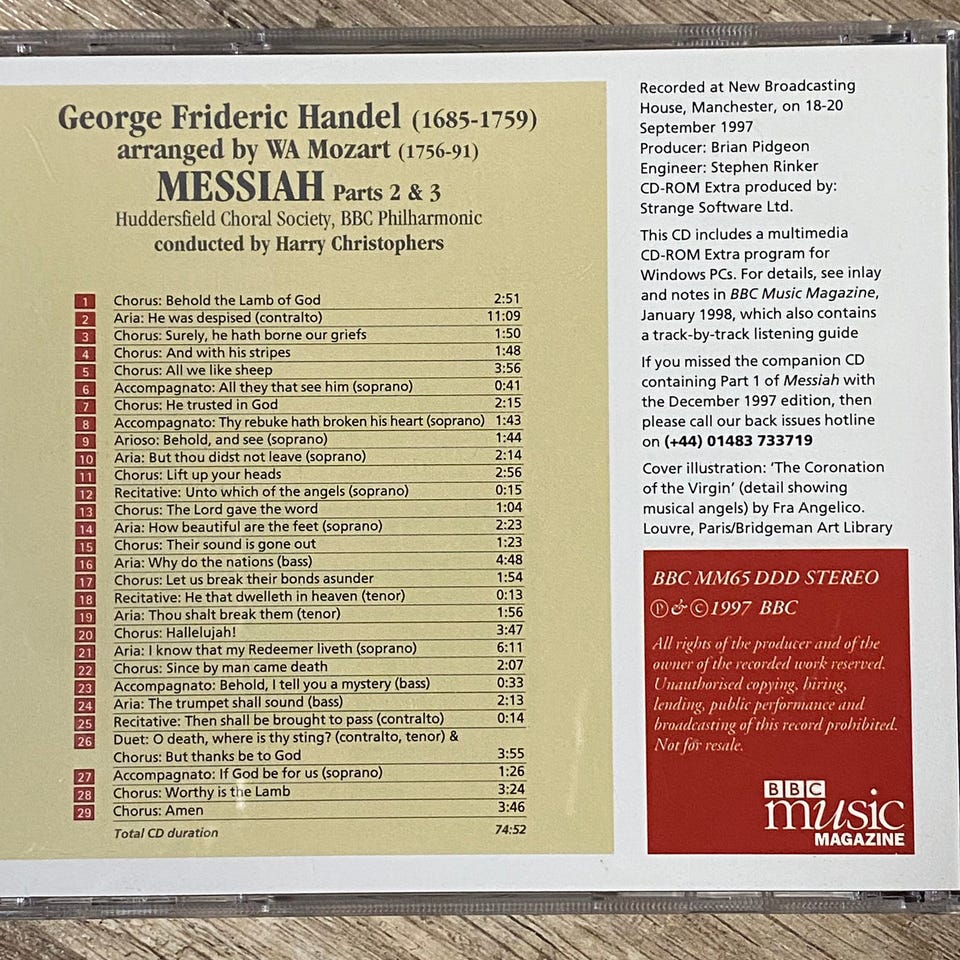 George Frideric Handel (1685-1759)
arranged by WA Mozart (1756-91)
MESSIAH Parts 2 & 3
Huddersfield Choral Society, BBC Philharmonic
conducted by Harry Christophers
1 Chorus: Behold the Lamb of God 2:51
2 Aria: He was despised (contralto) 11:09
3 Chorus: Surely, he hath borne our griefs 1:50
4 Chorus: And with his stripes 1:48
5 Chorus: All we like sheep 3:56
6 Accompagnato: All they that see him (soprano) 0:41
7 Chorus: He trusted in God 2:15
8 Accompagnato: Thy rebuke hath broken his heart (soprano) 1:43
9 Arioso: Behold, and see (soprano) 1:44
10 Aria: But thou didst not leave (soprano) 2:14
11 Chorus: Lift up your heads 2:56
12 Recitative: Unto which of the angels (soprano) 0:15
13 Chorus: The Lord gave the word 1:04
14 Aria: How beautiful are the feet (soprano) 2:23
15 Chorus: Their sound is gone out 1:23
16 Aria: Why do the nations (bass) 4:48
17 Chorus: Let us break their bonds asunder 1:54
18 Recitative: He that dwelleth in heaven (tenor) 0:13
19 Aria: Thou shalt break them (tenor) 1:56
20 Chorus: Hallelujah! 3:47
21 Aria: I know that my Redeemer liveth (soprano) 6:11
22 Chorus: Since by man came death 2:07
23 Accompagnato: Behold, I tell you a mystery (bass) 0:33
24 Aria: The trumpet shall sound (bass) 2:13
25 Recitative: Then shall be brought to pass (contralto) 0:14
26 Duet: O death, where is thy sting? (contralto, tenor) &
Chorus: But thanks be to God 3:55
27 Accompagnato: If God be for us (soprano) 1:26
28 Chorus: Worthy is the Lamb 3:24
29 Chorus: Amen 3:46
Total CD duration 74:52
Recorded at New Broadcasting
House, Manchester, on 18-20
September 1997
Producer: Brian Pidgeon
Engineer: Stephen Rinker
CD-ROM Extra produced by:
Strange Software Ltd.
This CD includes a multimedia
CD-ROM Extra program for
Windows PCs. For details, see inlay
and notes in BBC Music Magazine,
January 1998, which also contains
a track-by-track listening guide
If you missed the companion CD
containing Part 1 of Messiah with
the December 1997 edition, then
please call our back issues hotline
on (+44) 01483 733719
Cover illustration: 'The Coronation
of the Virgin' (detail showing
musical angels) by Fra Angelico.
Louvre, Paris/Bridgeman Art Library
BBC MM65 DDD STEREO
℗ & © 1997 BBC
All rights of the producer and of the
owner of the recorded work reserved.
Unauthorised copying, hiring,
lending, public performance and
broadcasting of this record prohibited.
Not for resale.
BBC
music
MAGAZINE